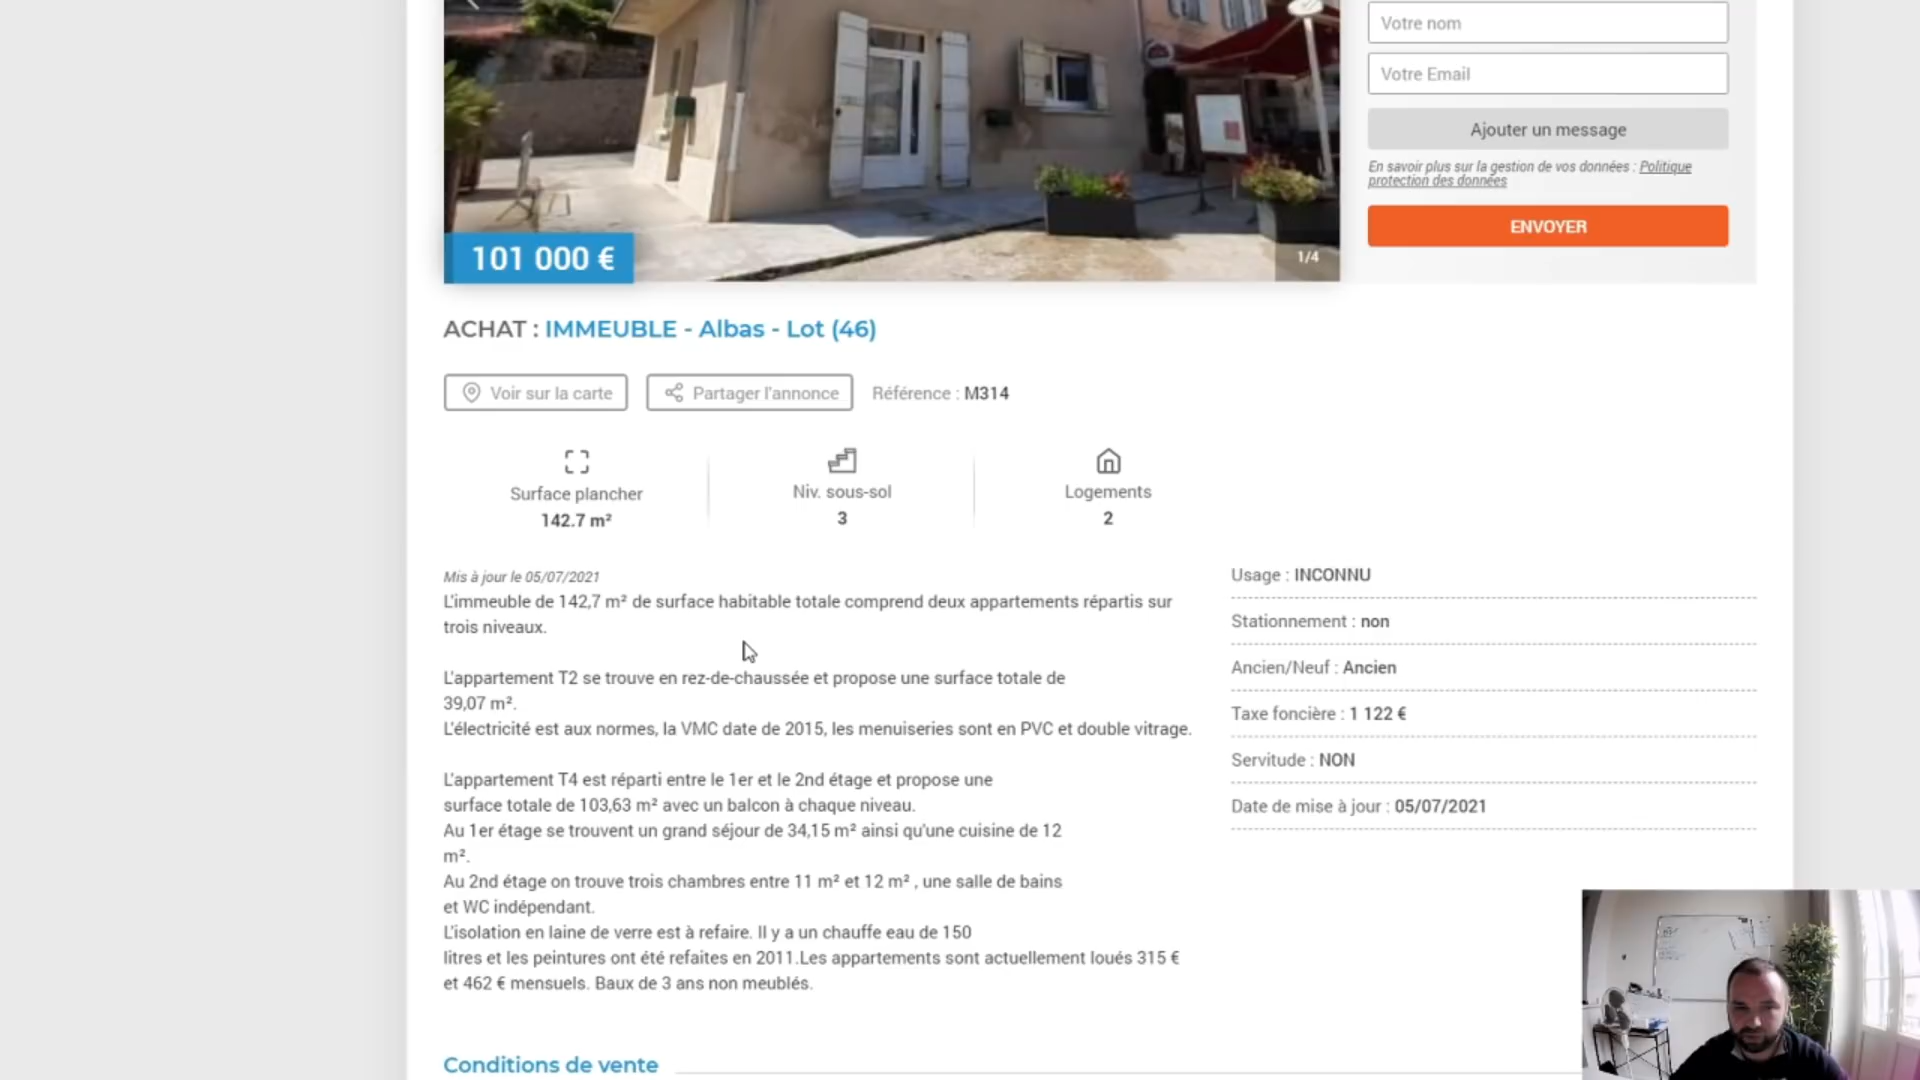 Votre nom
Votre Email
Ajouter un message
En savoir plus sur la gestion de vos données : Politique
protection des données
ENVOYER
101 000 €
1/4
ACHAT : IMMEUBLE - Albas - Lot (46)
Voir sur la carte
Partager l'annonce
Référence : M314
Surface plancher
142.7 m²
Niv. sous-sol
3
Logements
2
Mis à jour le 05/07/2021
L'immeuble de 142,7 m² de surface habitable totale comprend deux appartements répartis sur
trois niveaux.
L'appartement T2 se trouve en rez-de-chaussée et propose une surface totale de
39,07 m².
L'électricité est aux normes, la VMC date de 2015, les menuiseries sont en PVC et double vitrage.
L'appartement T4 est réparti entre le 1er et le 2nd étage et propose une
surface totale de 103,63 m² avec un balcon à chaque niveau.
Au 1er étage se trouvent un grand séjour de 34,15 m² ainsi qu'une cuisine de 12
m².
Au 2nd étage on trouve trois chambres entre 11 m² et 12 m² , une salle de bains
et WC indépendant.
L'isolation en laine de verre est à refaire. Il y a un chauffe eau de 150
litres et les peintures ont été refaites en 2011.Les appartements sont actuellement loués 315 €
et 462 € mensuels. Baux de 3 ans non meublés.
Usage : INCONNU
Stationnement : non
Ancien/Neuf : Ancien
Taxe foncière : 1 122 €
Servitude : NON
Date de mise à jour : 05/07/2021
Conditions de vente